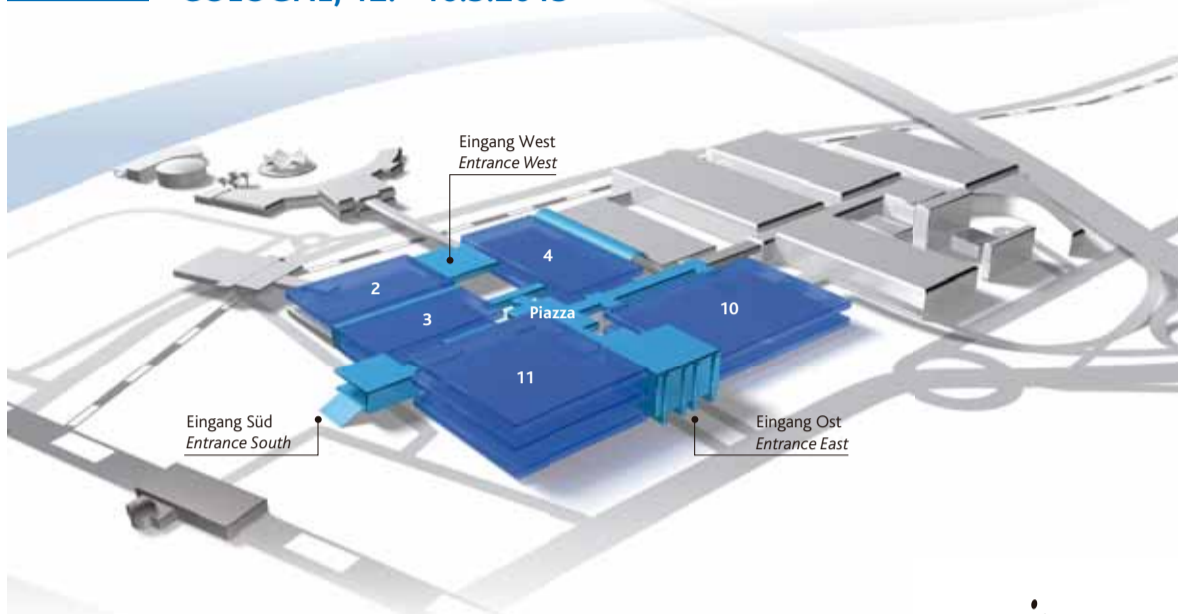 Eingang West
Entrance West
4
2
3
Piazza
10
11
Eingang Süd
Entrance South
Eingang Ost
Entrance East